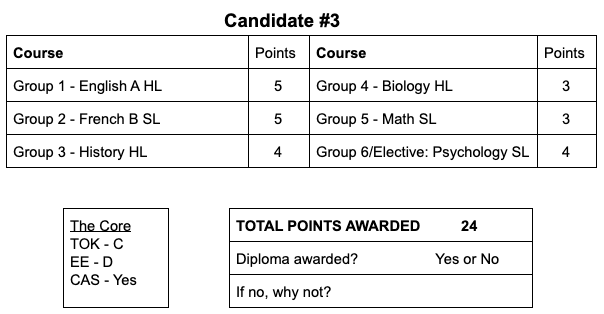 Candidate #3
Course Points Course Points
Group 1 - English A HL 5 Group 4 - Biology HL 3
Group 2 - French B SL 5 Group 5 - Math SL 3
Group 3 - History HL 4 Group 6/Elective: Psychology SL 4
The Core
TOK - C
EE - D
CAS - Yes
TOTAL POINTS AWARDED 24
Diploma awarded? Yes or No
If no, why not?